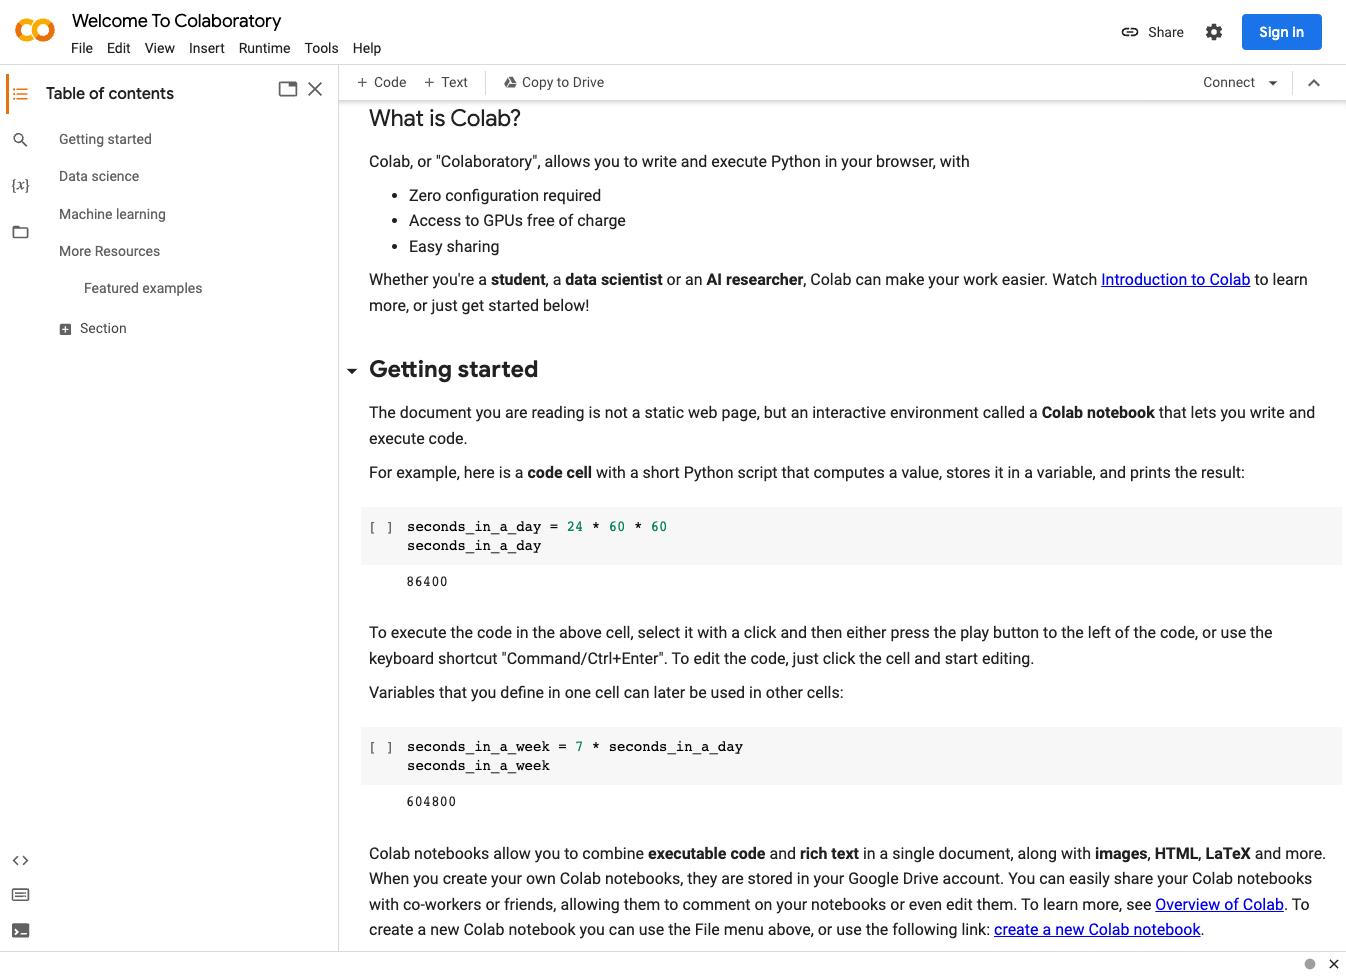 Welcome To Colaboratory
File Edit View Insert Runtime Tools Help
Share
Sign in
Table of contents
Getting started
Data science
Machine learning
More Resources
Featured examples
Section
{x}
+ Code + Text Copy to Drive
Connect
What is Colab?
Colab, or "Colaboratory", allows you to write and execute Python in your browser, with
• Zero configuration required
• Access to GPUs free of charge
• Easy sharing
Whether you're a student, a data scientist or an AI researcher, Colab can make your work easier. Watch Introduction to Colab to learn
more, or just get started below!
Getting started
The document you are reading is not a static web page, but an interactive environment called a Colab notebook that lets you write and
execute code.
For example, here is a code cell with a short Python script that computes a value, stores it in a variable, and prints the result:
[ ] seconds_in_a_day = 24 * 60 * 60
seconds_in_a_day
86400
To execute the code in the above cell, select it with a click and then either press the play button to the left of the code, or use the
keyboard shortcut "Command/Ctrl+Enter". To edit the code, just click the cell and start editing.
Variables that you define in one cell can later be used in other cells:
[ ] seconds_in_a_week = 7 * seconds_in_a_day
seconds_in_a_week
604800
Colab notebooks allow you to combine executable code and rich text in a single document, along with images, HTML, LaTeX and more.
When you create your own Colab notebooks, they are stored in your Google Drive account. You can easily share your Colab notebooks
with co-workers or friends, allowing them to comment on your notebooks or even edit them. To learn more, see Overview of Colab. To
create a new Colab notebook you can use the File menu above, or use the following link: create a new Colab notebook.